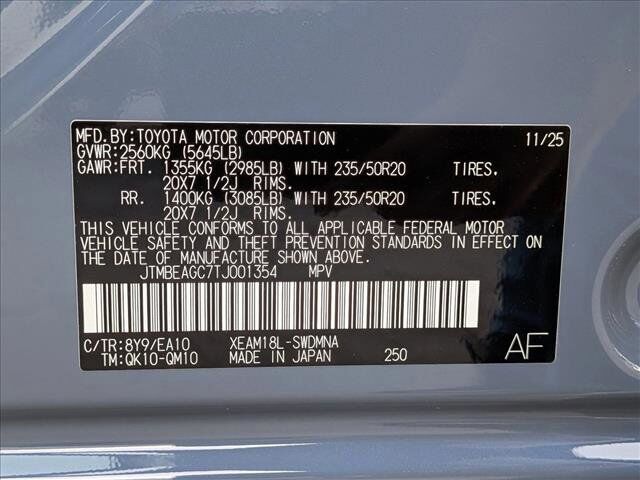 MFD.BY:TOYOTA MOTOR CORPORATION 11/25
GVWR:2560KG (5645LB)
GAWR:FRT. 1355KG (2985LB) WITH 235/50R20 TIRES.
20X7 1/2J RIMS.
RR. 1400KG (3085LB) WITH 235/50R20 TIRES.
20X7 1/2J RIMS.
THIS VEHICLE CONFORMS TO ALL APPLICABLE FEDERAL MOTOR
VEHICLE SAFETY AND THEFT PREVENTION STANDARDS IN EFFECT ON
THE DATE OF MANUFACTURE SHOWN ABOVE.
JTMBEAGC7TJ001354 MPV
C/TR:8Y9/EA10 XEAM18L-SWDMNA
TM:QK10-QM10 MADE IN JAPAN 250 AF